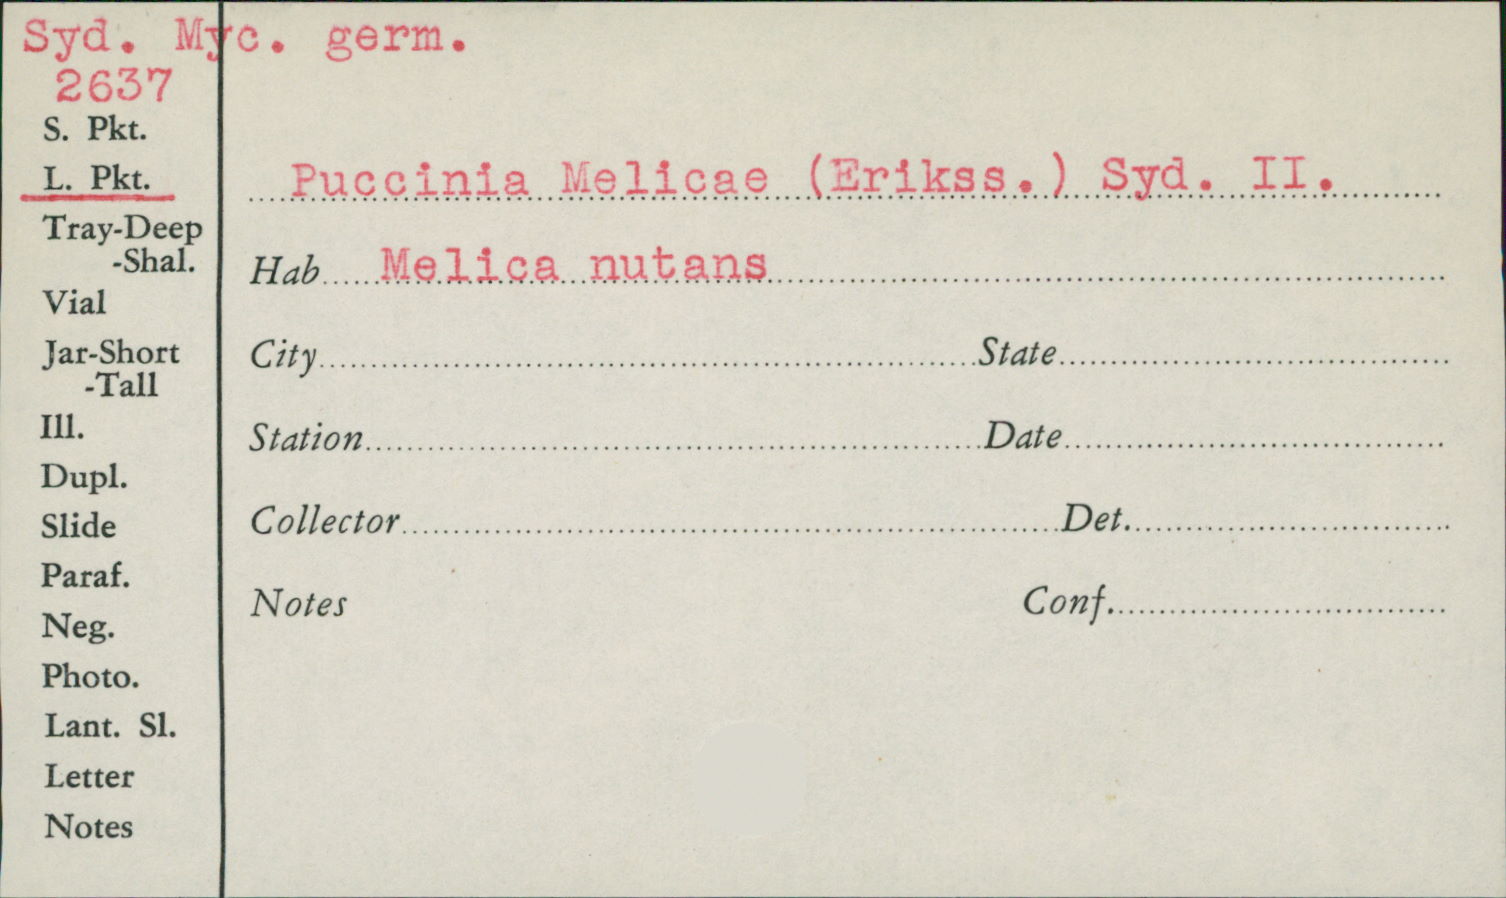 Syd. Myc. germ.
2637
S. Pkt.
L. Pkt.
Tray-Deep
-Shal.
Vial
Jar-Short
-Tall
Ill.
Dupl.
Slide
Paraf.
Neg.
Photo.
Lant. Sl.
Letter
Notes
Puccinia Melicae (Erikss.) Syd. II.
Hab Melica nutans
City State
Station Date
Collector Det.
Notes Conf.